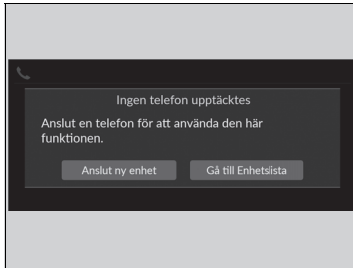 Ingen telefon upptäcktes
Anslut en telefon för att använda den här
funktionen.
Anslut ny enhet
Gå till Enhetslista